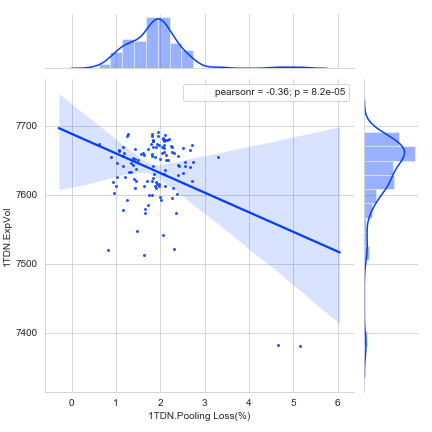 pearsonr = -0.36; p = 8.2e-05
7700
7600
7500
7400
1TDN.ExpVol
0 1 2 3 4 5 6
1TDN.Pooling Loss(%)